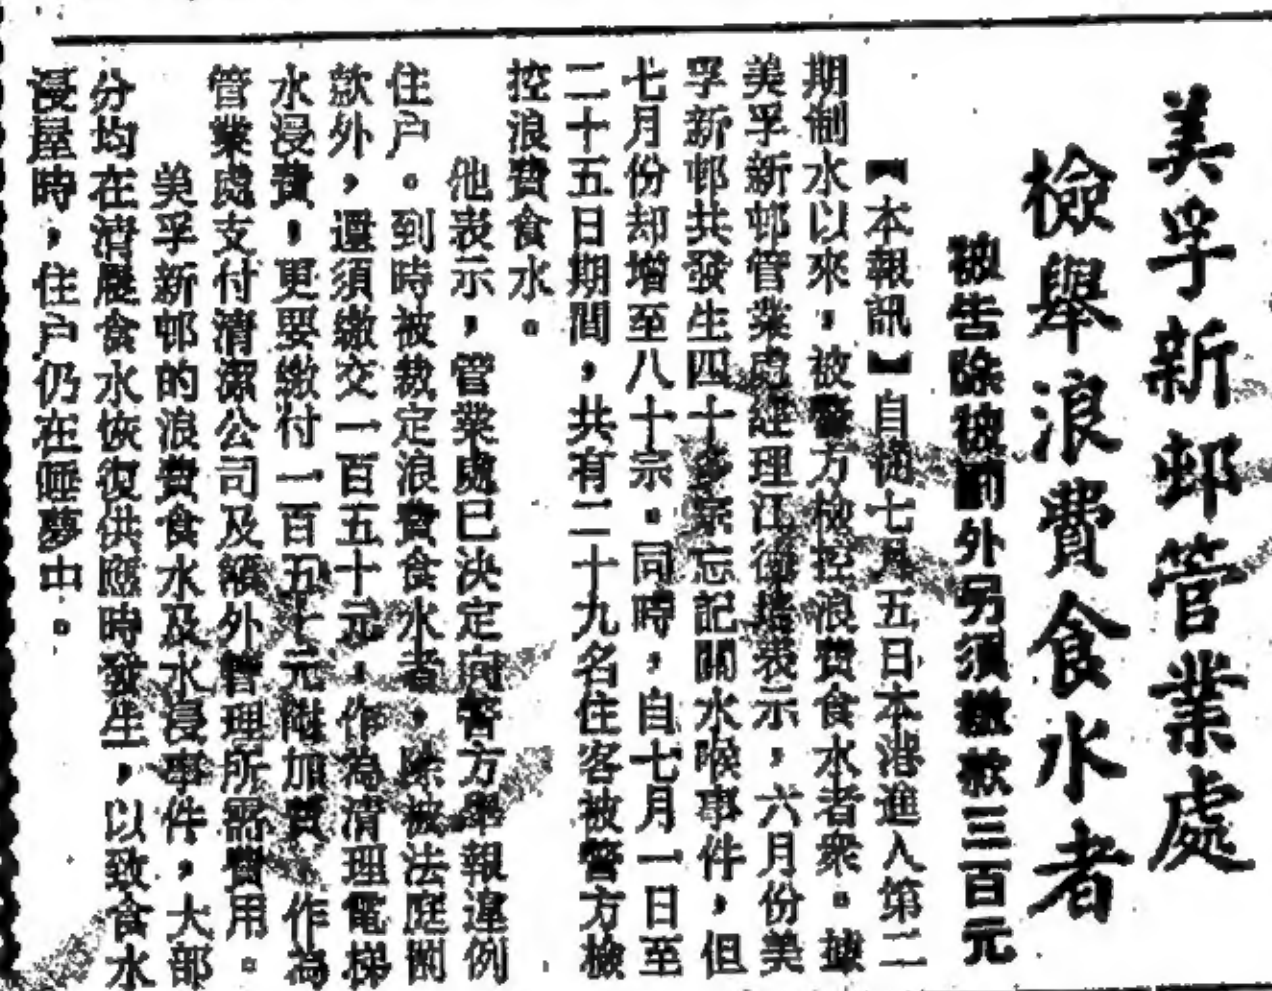 美孚新邨管業處
檢舉浪費食水者
被告除被罰外另須繳款三百元
【本報訊】自從七月五日本港進入第二
期制水以來，被警方檢控浪費食水者衆。據
美孚新邨管業處經理江德培表示，六月份美
孚新邨共發生四十多宗忘記關水喉事件，但
七月份却增至八十宗。同時，自七月一日至
二十五日期間，共有二十九名住客被警方檢
控浪費食水。
他表示，管業處已決定向警方舉報違例
住户。到時被裁定浪費食水者，除被法庭罰
款外，還須繳交一百五十元，作為清理電梯
水浸費，更要繳付一百五十元附加費，作為
管業處支付清潔公司及額外管理所需費用。
美孚新邨的浪費食水及水浸事件，大部
分均在清晨食水恢復供應時發生，以致食水
浸屋時，住户仍在睡夢中。